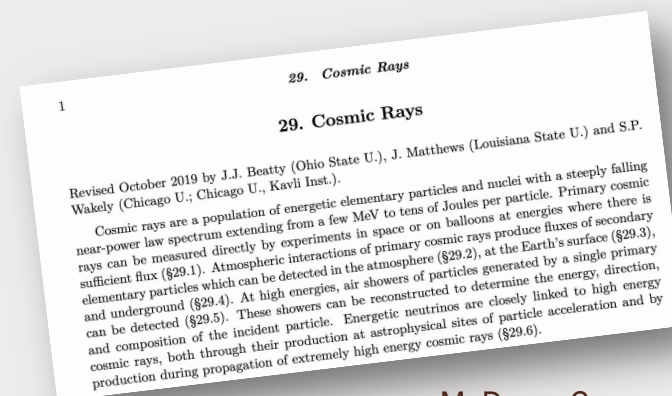 29. Cosmic Rays
1
29. Cosmic Rays
Revised October 2019 by J.J. Beatty (Ohio State U.), J. Matthews (Louisiana State U.) and S.P.
Wakely (Chicago U.; Chicago U., Kavli Inst.).
Cosmic rays are a population of energetic elementary particles and nuclei with a steeply falling
near-power law spectrum extending from a few MeV to tens of Joules per particle. Primary cosmic
rays can be measured directly by experiments in space or on balloons at energies where there is
sufficient flux (§29.1). Atmospheric interactions of primary cosmic rays produce fluxes of secondary
elementary particles which can be detected in the atmosphere (§29.2), at the Earth's surface (§29.3),
and underground (§29.4). At high energies, air showers of particles generated by a single primary
can be detected (§29.5). These showers can be reconstructed to determine the energy, direction,
and composition of the incident particle. Energetic neutrinos are closely linked to high energy
cosmic rays, both through their production at astrophysical sites of particle acceleration and by
production during propagation of extremely high energy cosmic rays (§29.6).